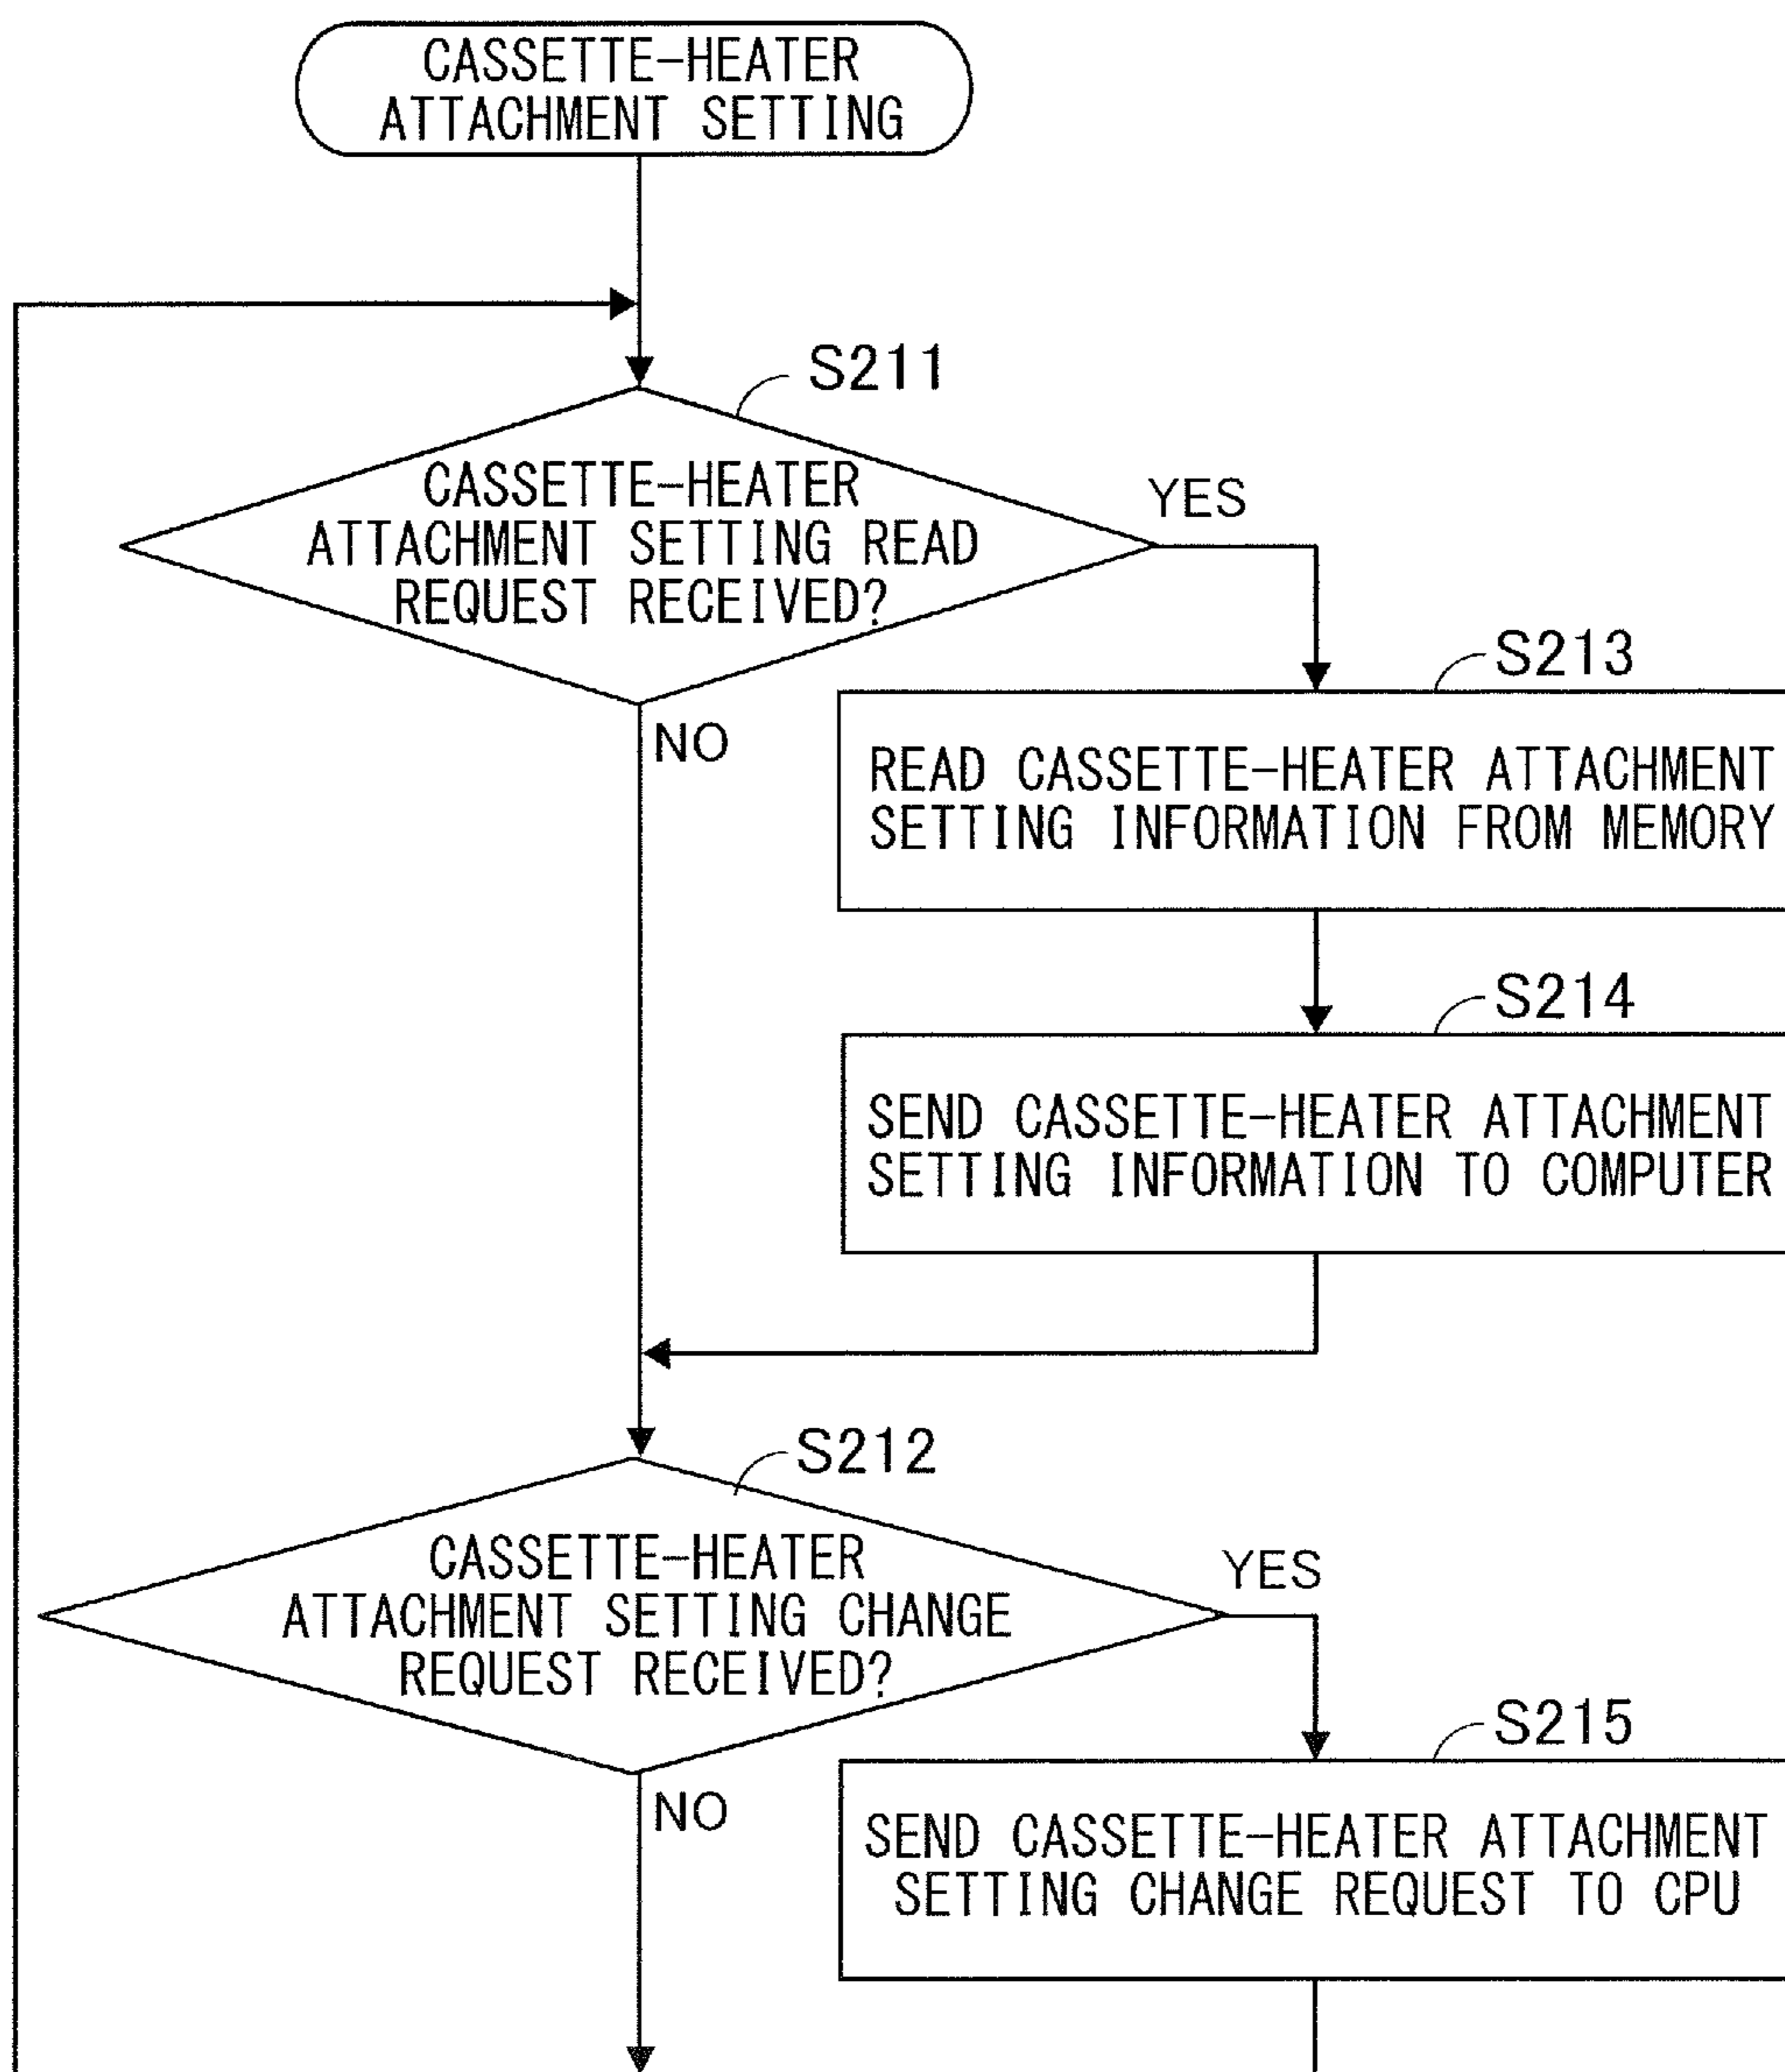 CASSETTE-HEATER
ATTACHMENT SETTING
S211
CASSETTE-HEATER
ATTACHMENT SETTING READ
REQUEST RECEIVED?
YES
NO
S213
READ CASSETTE-HEATER ATTACHMENT
SETTING INFORMATION FROM MEMORY
S214
SEND CASSETTE-HEATER ATTACHMENT
SETTING INFORMATION TO COMPUTER
S212
CASSETTE-HEATER
ATTACHMENT SETTING CHANGE
REQUEST RECEIVED?
YES
NO
S215
SEND CASSETTE-HEATER ATTACHMENT
SETTING CHANGE REQUEST TO CPU